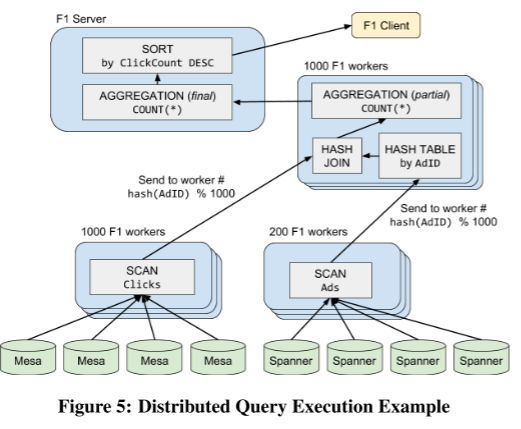 F1 Server
F1 Client
SORT
by ClickCount DESC
1000 F1 workers
AGGREGATION (final)
COUNT(*)
AGGREGATION (partial)
COUNT(*)
HASH
JOIN
HASH TABLE
by AdID
Send to worker #
hash(AdID) % 1000
Send to worker #
hash(AdID) % 1000
1000 F1 workers
200 F1 workers
SCAN
Clicks
SCAN
Ads
Mesa
Mesa
Mesa
Mesa
Spanner
Spanner
Spanner
Spanner
Figure 5: Distributed Query Execution Example